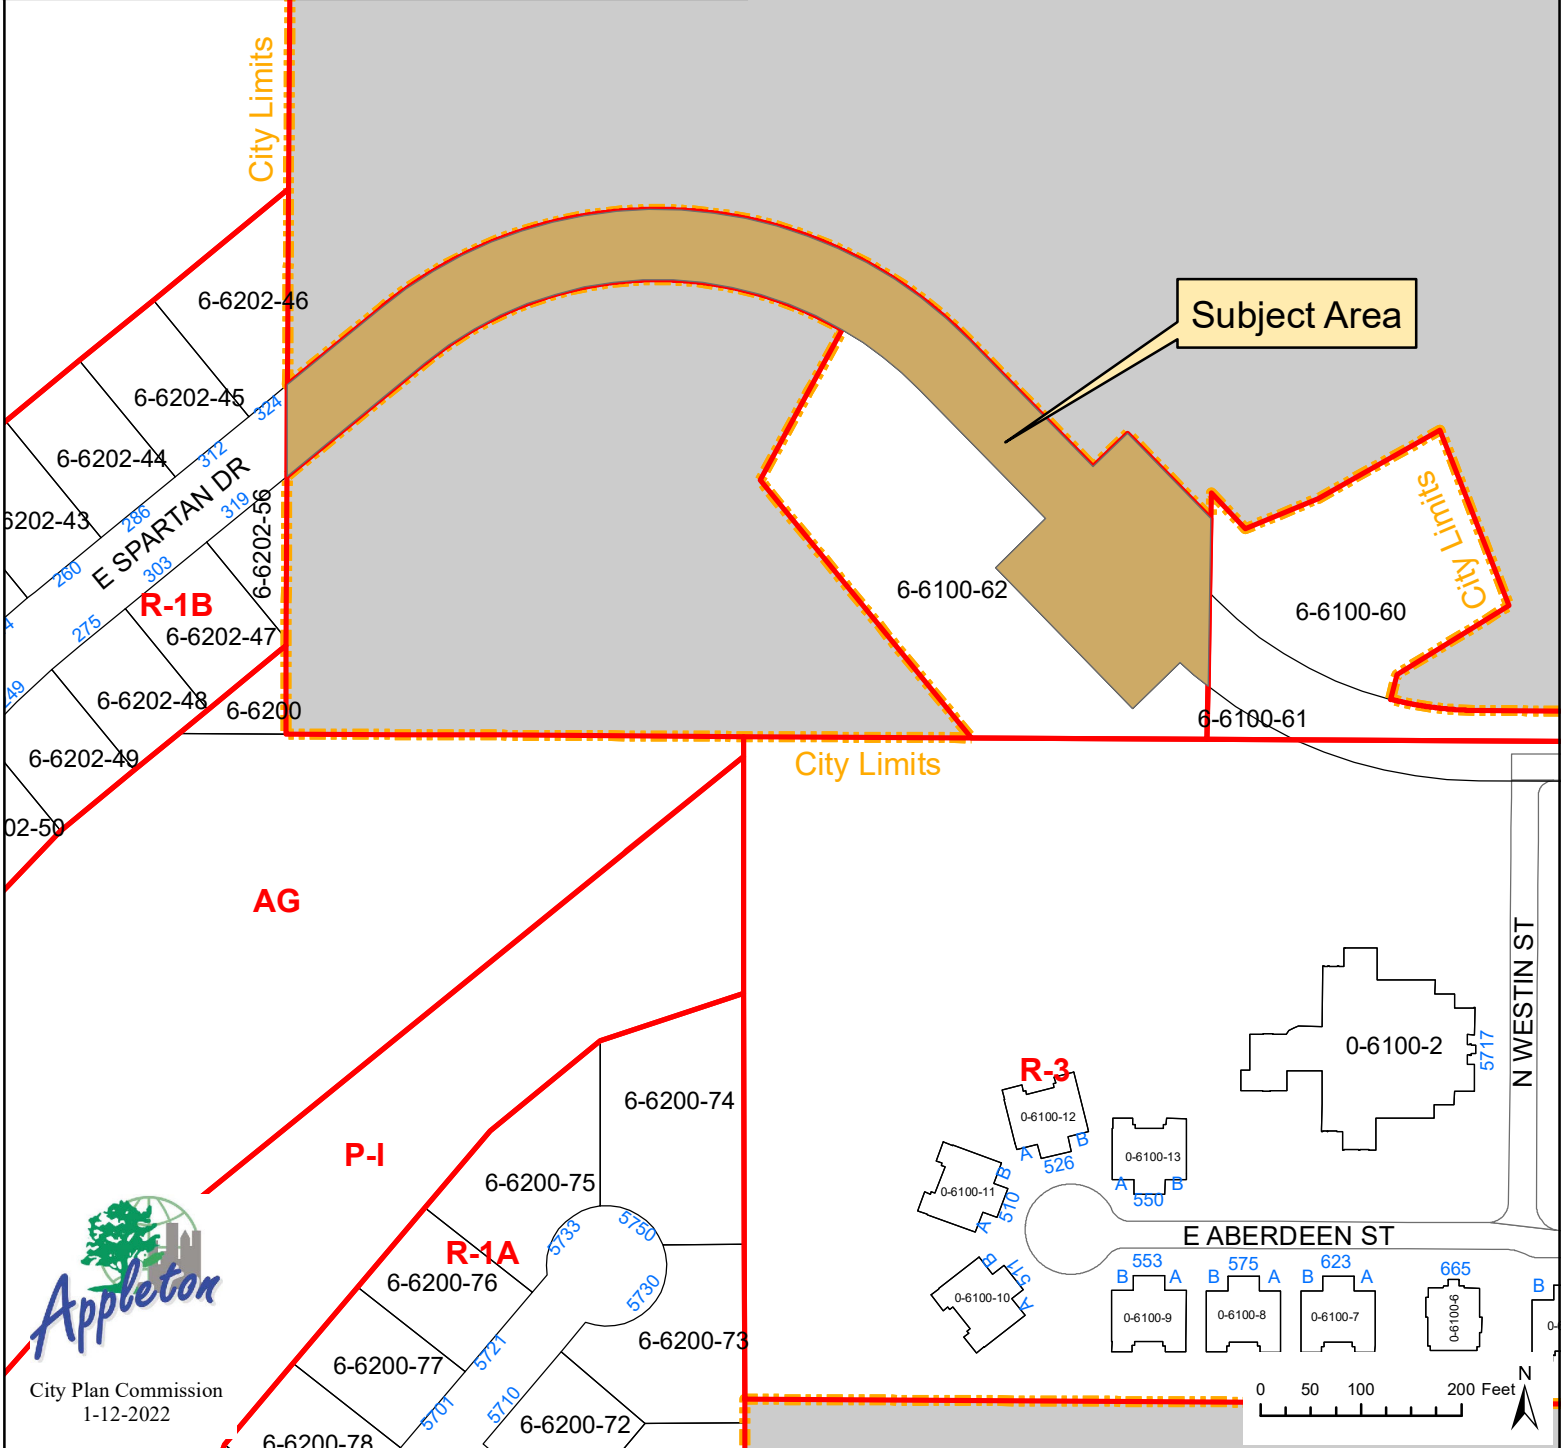 City Limits
6-6202-46
Subject Area
6-6202-45
324
6-6202-44
312
City Limits
6202-43
286
E SPARTAN DR
319
6-6202-56
260
303
6-6100-62
R-1B
6-6100-60
275
6-6202-47
6-6202-48
6-6200
6-6100-61
6-6202-49
City Limits
02-50
AG
N WESTIN ST
0-6100-2
5717
R-3
6-6200-74
0-6100-12
A
B
526
0-6100-13
A
B
550
P-I
6-6200-75
0-6100-11
B
510
A
5733
5750
E ABERDEEN ST
R-1A
6-6200-76
5730
B
511
A
0-6100-10
553
B
A
0-6100-9
575
B
A
0-6100-8
623
B
A
0-6100-7
665
0-6100-6
B
Appleton
6-6200-73
5721
6-6200-77
City Plan Commission
1-12-2022
5701
5710
6-6200-72
6-6200-78
N
0 50 100 200 Feet